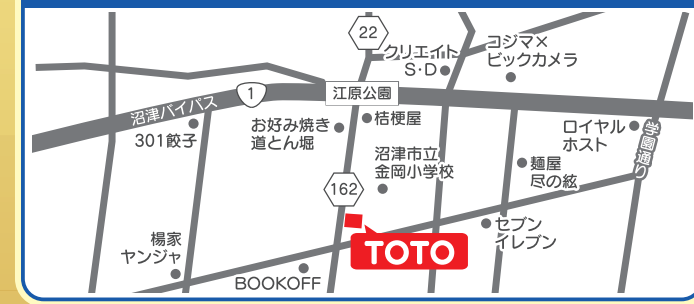 22
クリエイト
S・D
コジマ×
ビックカメラ
1
江原公園
沼津バイパス
301餃子
お好み焼き
道とん堀
桔梗屋
ロイヤル
ホスト
学園通り
沼津市立
金岡小学校
麺屋
尽の絃
162
セブン
イレブン
楊家
ヤンジャ
TOTO
BOOKOFF